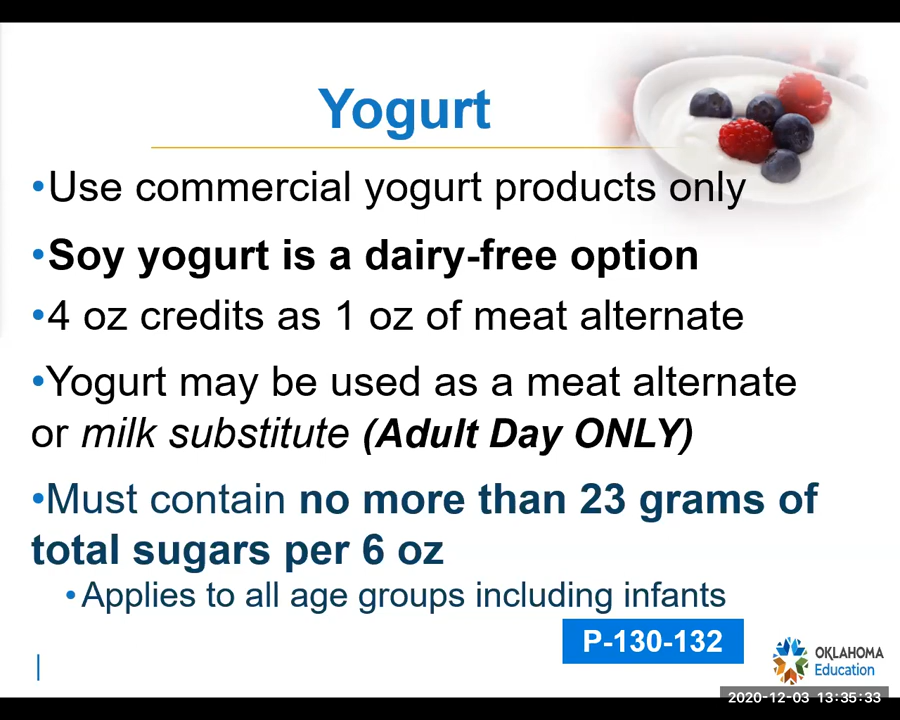 Yogurt
•Use commercial yogurt products only
•Soy yogurt is a dairy-free option
•4 oz credits as 1 oz of meat alternate
•Yogurt may be used as a meat alternate
or milk substitute (Adult Day ONLY)
•Must contain no more than 23 grams of
total sugars per 6 oz
•Applies to all age groups including infants
P-130-132
OKLAHOMA
Education
2020-12-03 13:35:33